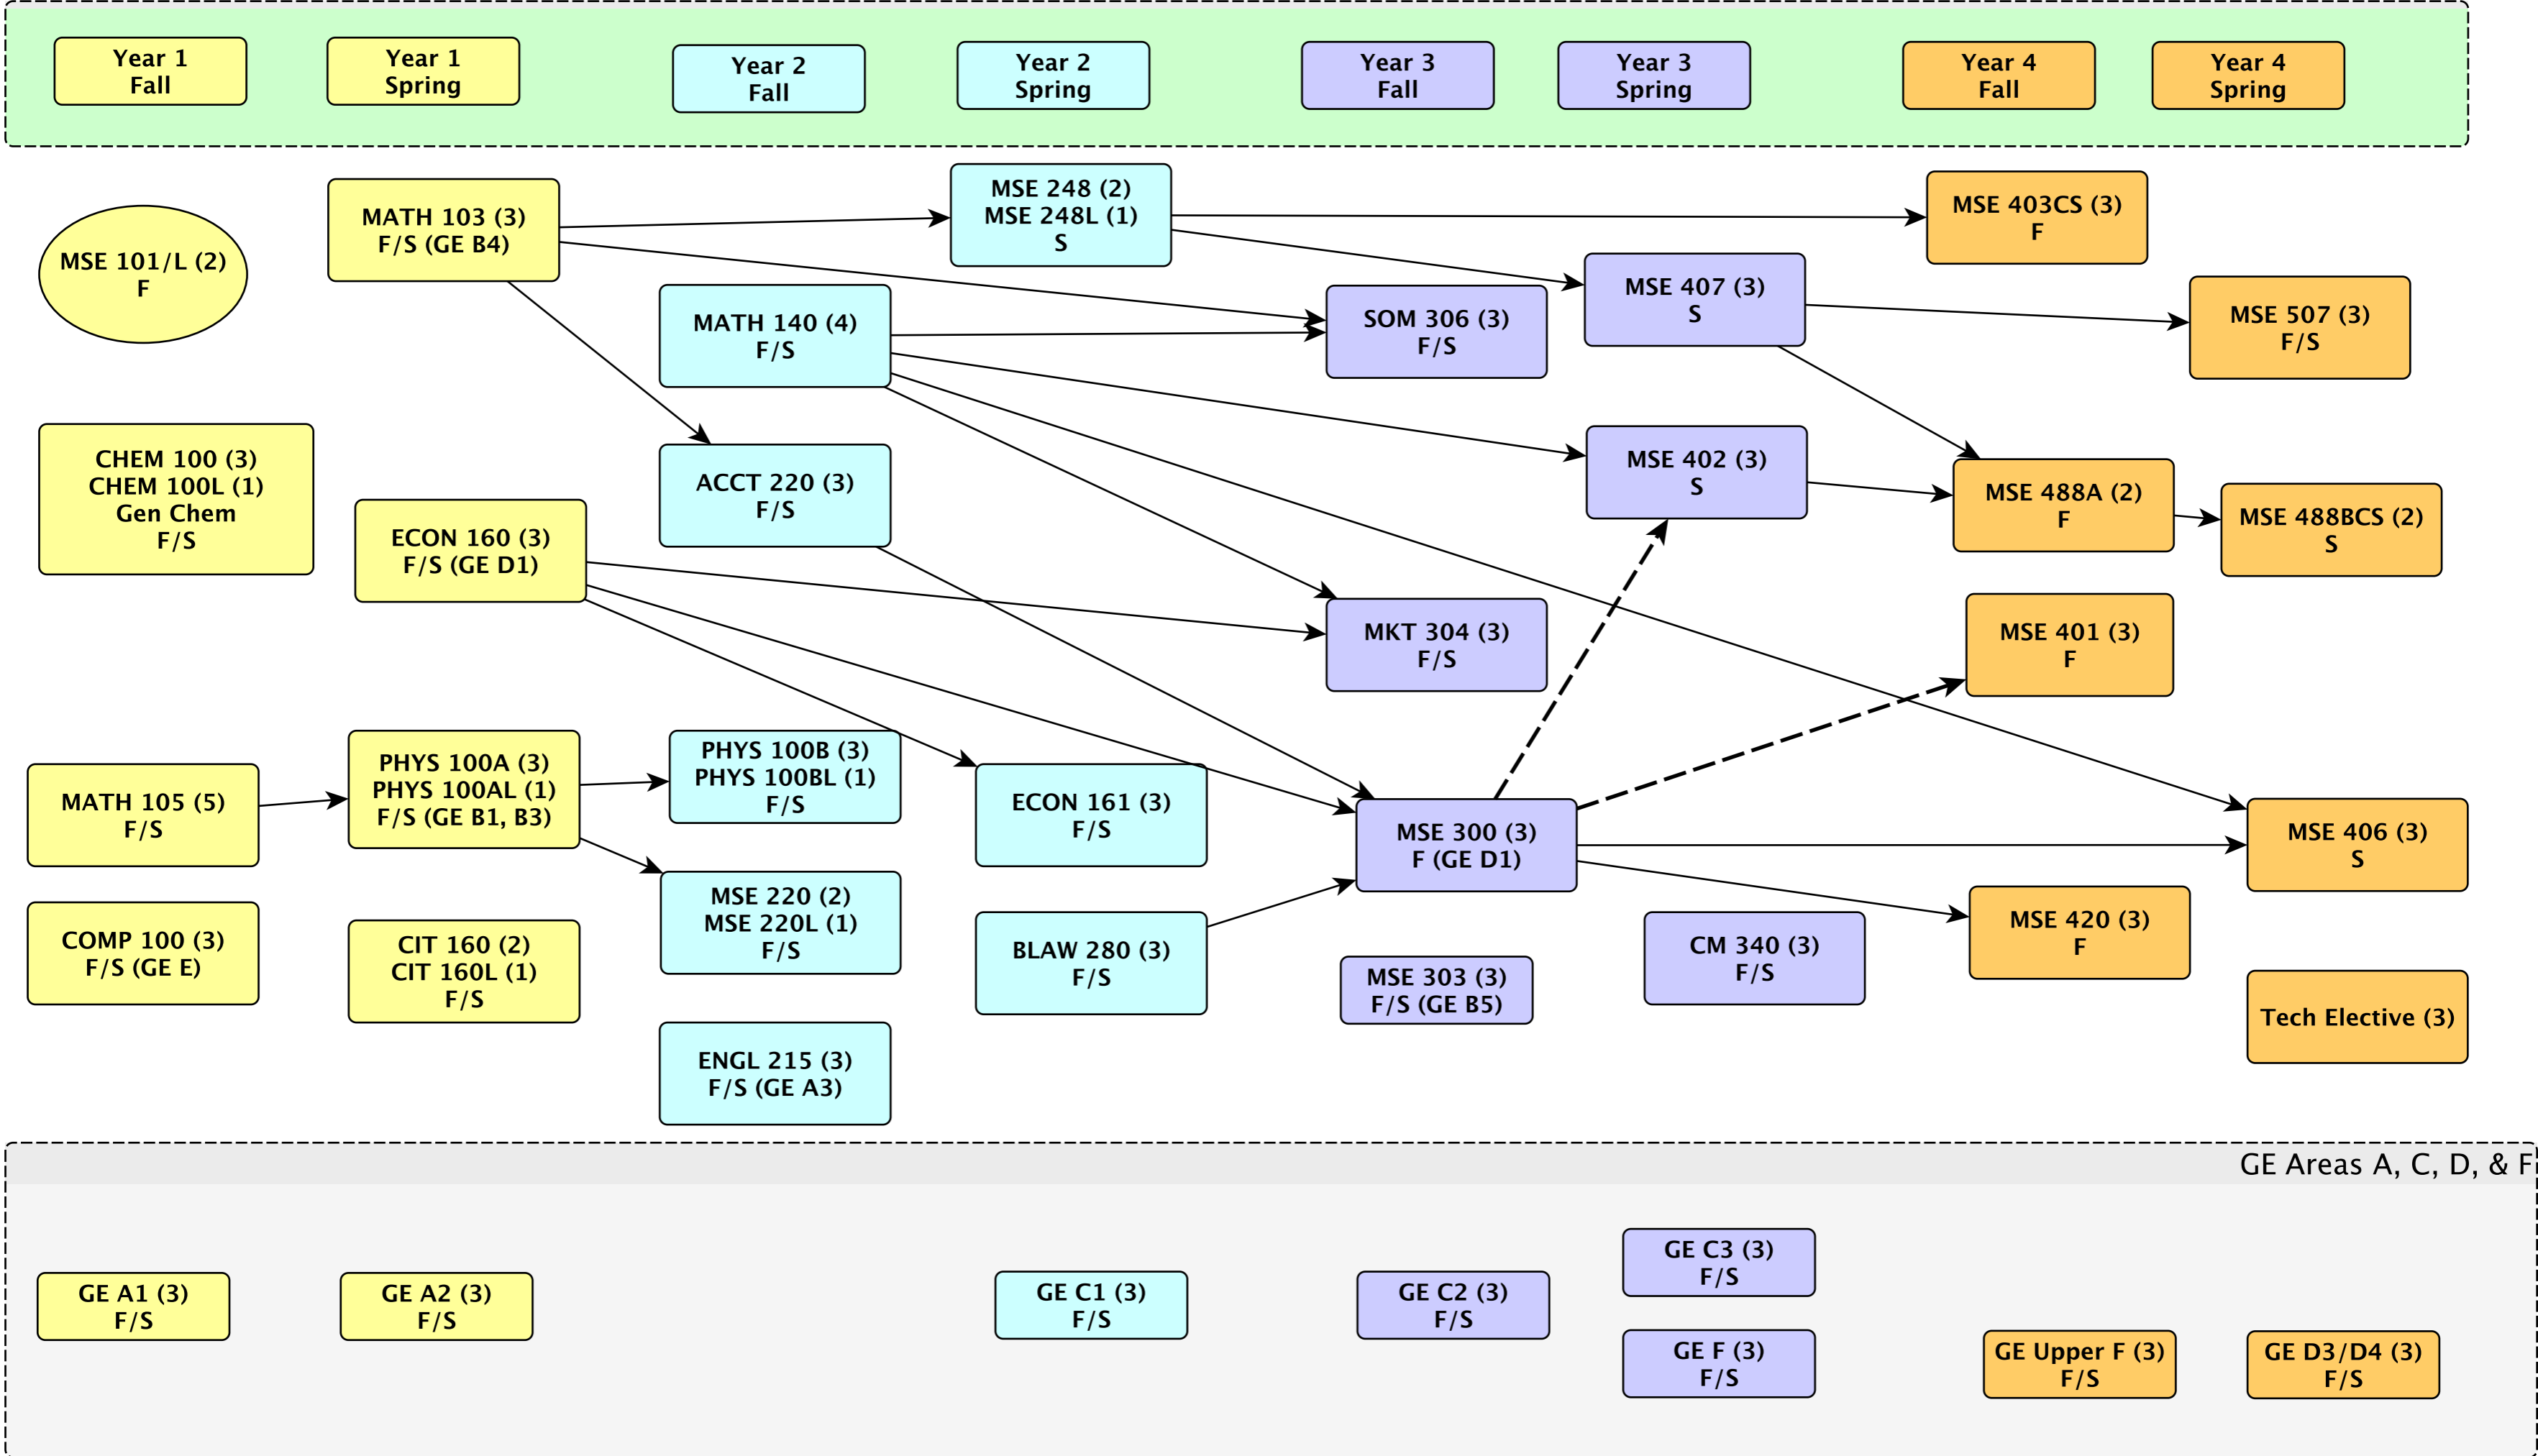 Year 1
Fall
Year 1
Spring
Year 2
Fall
Year 2
Spring
Year 3
Fall
Year 3
Spring
Year 4
Fall
Year 4
Spring
MSE 101/L (2)
F
MATH 103 (3)
F/S (GE B4)
MSE 248 (2)
MSE 248L (1)
S
MSE 403CS (3)
F
MATH 140 (4)
F/S
SOM 306 (3)
F/S
MSE 407 (3)
S
MSE 507 (3)
F/S
CHEM 100 (3)
CHEM 100L (1)
Gen Chem
F/S
ECON 160 (3)
F/S (GE D1)
ACCT 220 (3)
F/S
MSE 402 (3)
S
MSE 488A (2)
F
MSE 488BCS (2)
S
MKT 304 (3)
F/S
MSE 401 (3)
F
MATH 105 (5)
F/S
PHYS 100A (3)
PHYS 100AL (1)
F/S (GE B1, B3)
PHYS 100B (3)
PHYS 100BL (1)
F/S
ECON 161 (3)
F/S
MSE 300 (3)
F (GE D1)
MSE 406 (3)
S
COMP 100 (3)
F/S (GE E)
CIT 160 (2)
CIT 160L (1)
F/S
MSE 220 (2)
MSE 220L (1)
F/S
BLAW 280 (3)
F/S
MSE 303 (3)
F/S (GE B5)
CM 340 (3)
F/S
MSE 420 (3)
F
Tech Elective (3)
ENGL 215 (3)
F/S (GE A3)
GE Areas A, C, D, & F
GE A1 (3)
F/S
GE A2 (3)
F/S
GE C1 (3)
F/S
GE C2 (3)
F/S
GE C3 (3)
F/S
GE F (3)
F/S
GE Upper F (3)
F/S
GE D3/D4 (3)
F/S